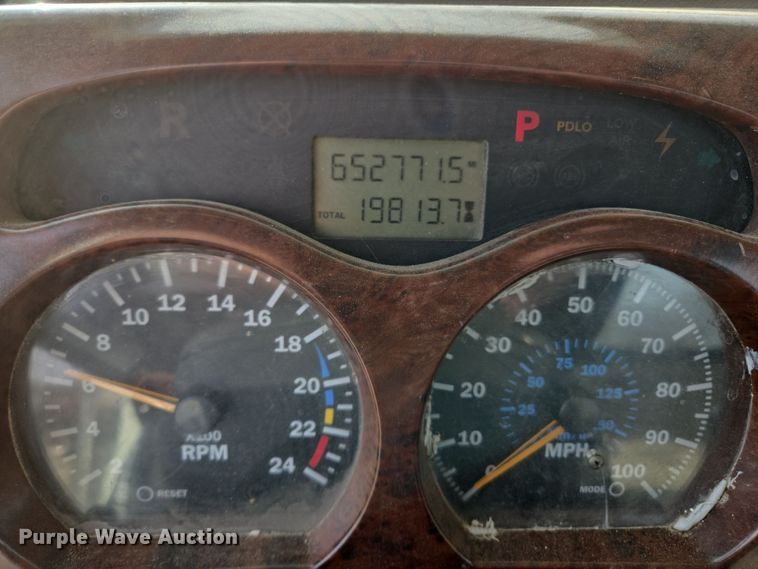 R
P PDLO LOW
AIR
652771.5 MI
TOTAL 19813.7
2 4 6 8 10 12 14 16 18 20 22 24
X100
RPM
RESET
0 10 20 30 40 50 60 70 80 90 100
25 50 75 100 125
MPH
MODE
Purple Wave Auction